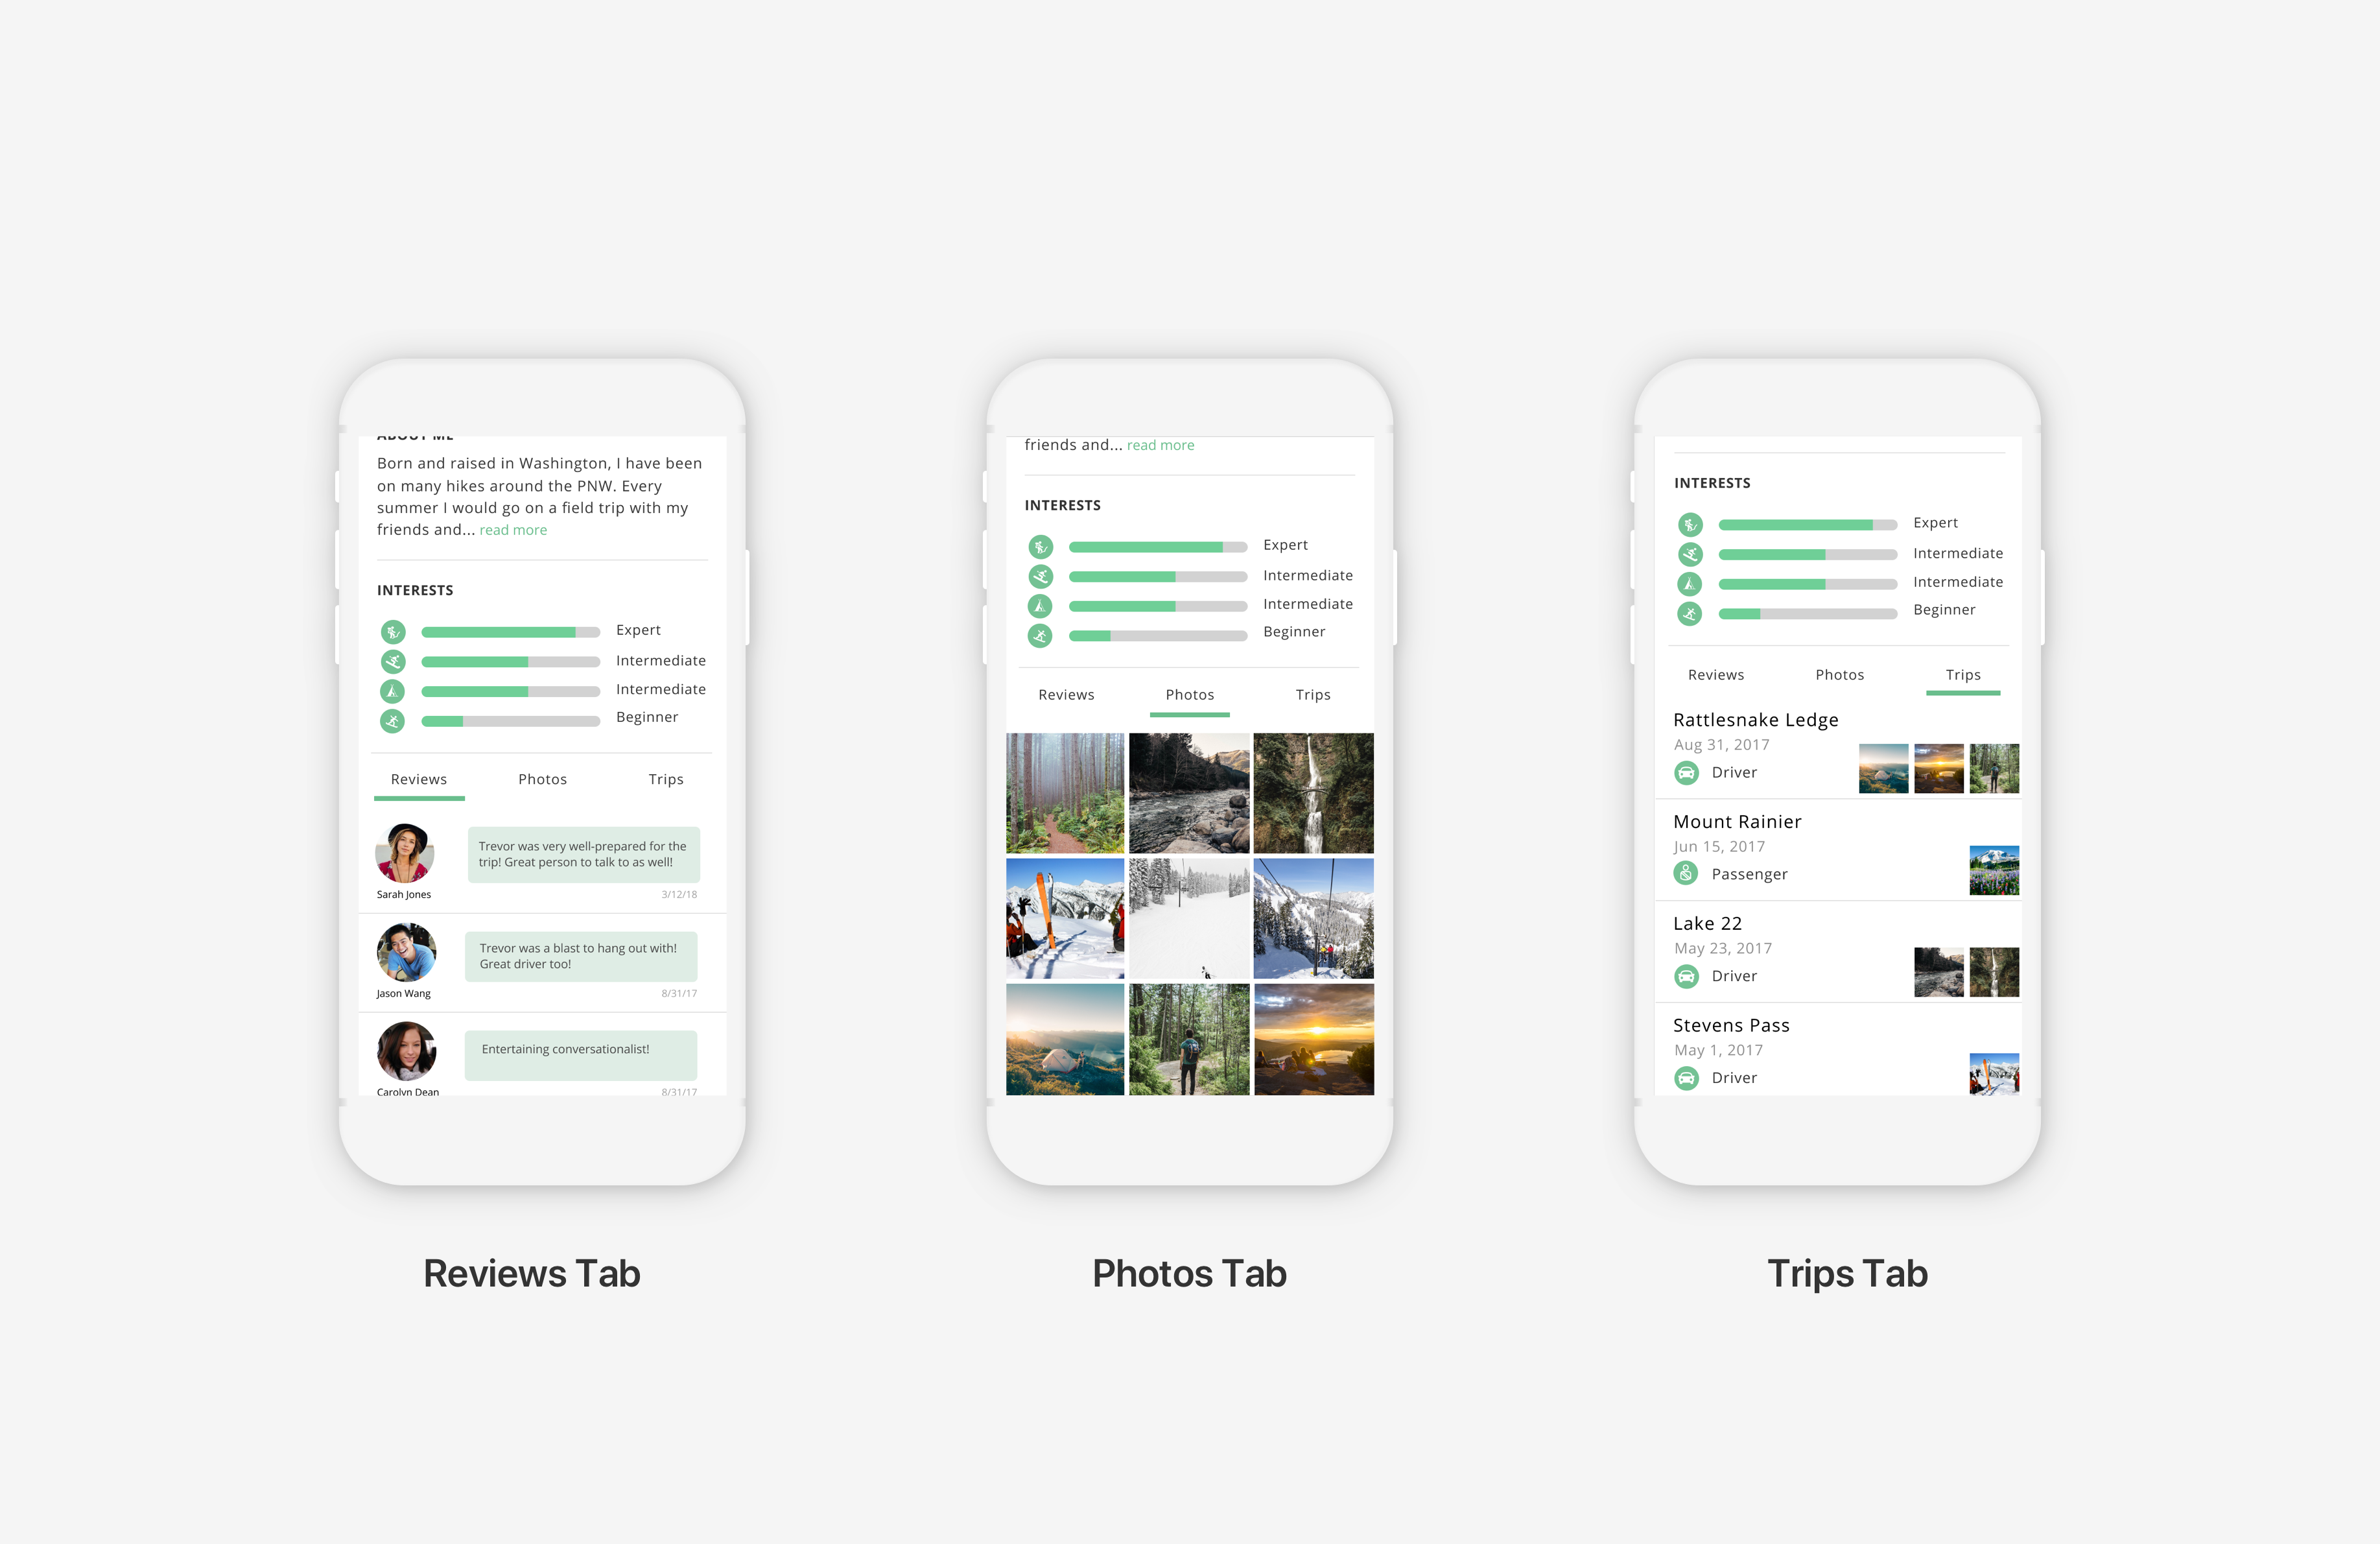 ABOUT ME
Born and raised in Washington, I have been
on many hikes around the PNW. Every
summer I would go on a field trip with my
friends and... read more
INTERESTS
Expert
Intermediate
Intermediate
Beginner
Reviews Photos Trips
Trevor was very well-prepared for the
trip! Great person to talk to as well!
Sarah Jones 3/12/18
Trevor was a blast to hang out with!
Great driver too!
Jason Wang 8/31/17
Entertaining conversationalist!
Carolyn Dean 8/31/17
Reviews Tab
friends and... read more
INTERESTS
Expert
Intermediate
Intermediate
Beginner
Reviews Photos Trips
Photos Tab
INTERESTS
Expert
Intermediate
Intermediate
Beginner
Reviews Photos Trips
Rattlesnake Ledge
Aug 31, 2017
Driver
Mount Rainier
Jun 15, 2017
Passenger
Lake 22
May 23, 2017
Driver
Stevens Pass
May 1, 2017
Driver
Trips Tab